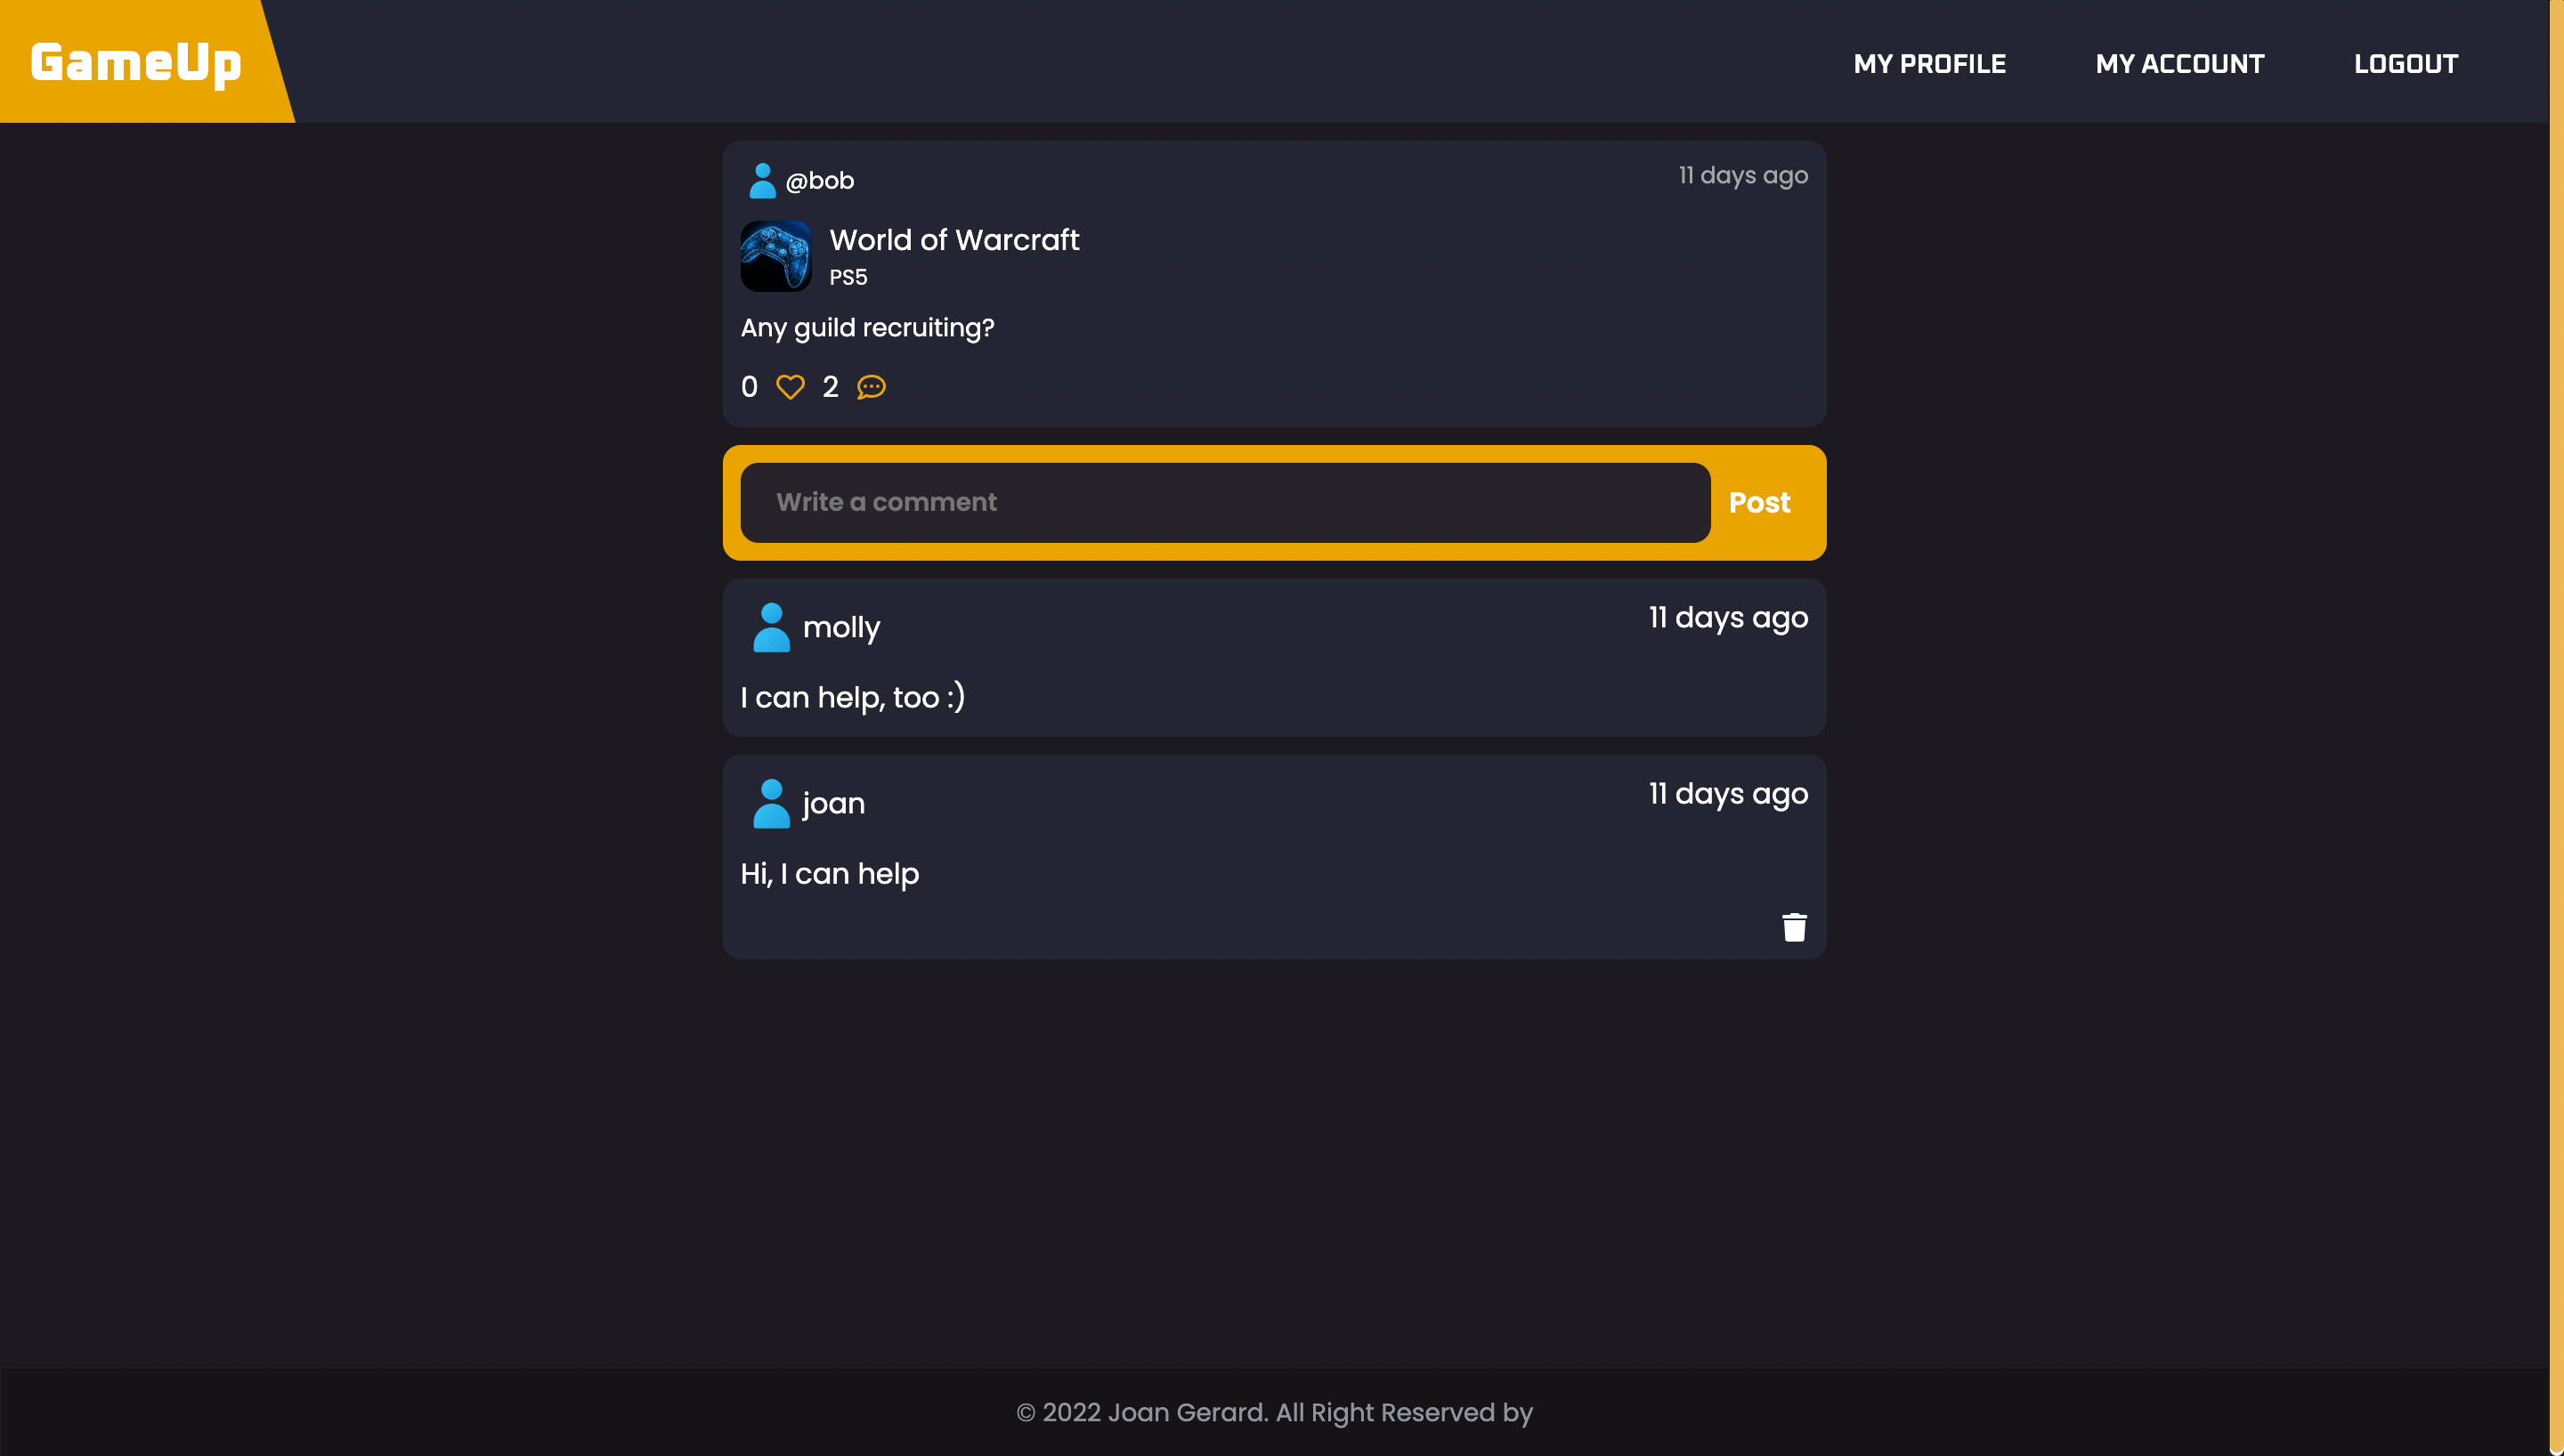 GameUp
MY PROFILE
MY ACCOUNT
LOGOUT
@bob
11 days ago
World of Warcraft
PS5
Any guild recruiting?
0 2
Write a comment
Post
molly
11 days ago
I can help, too :)
joan
11 days ago
Hi, I can help
© 2022 Joan Gerard. All Right Reserved by